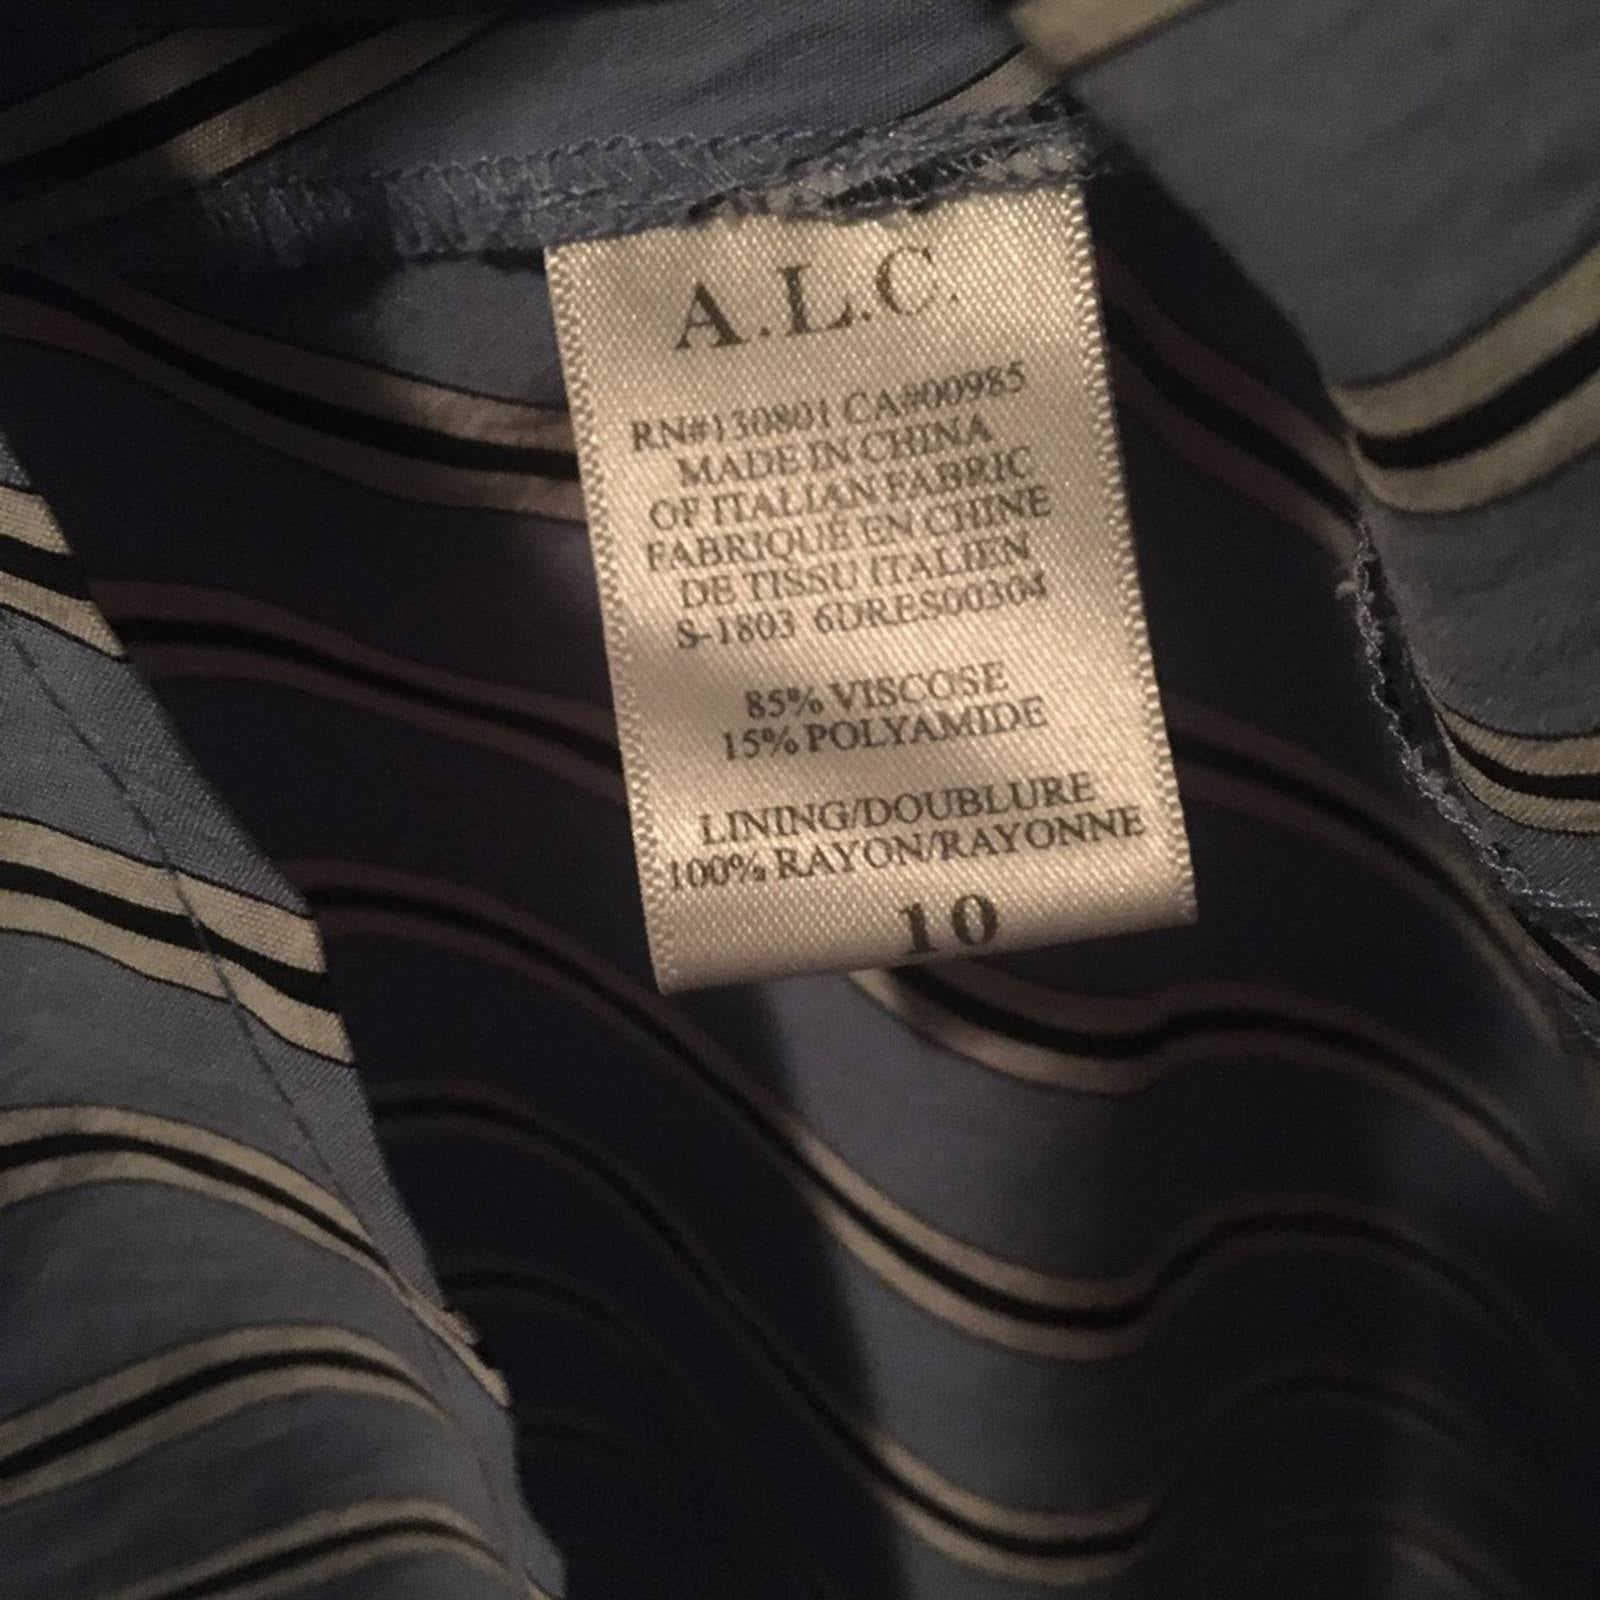 A.L.C.
RN#130801 CA#00985
MADE IN CHINA
OF ITALIAN FABRIC
FABRIQUÉ EN CHINE
DE TISSU ITALIEN
S-1803 6DRES00304
85% VISCOSE
15% POLYAMIDE
LINING/DOUBLURE
100% RAYON/RAYONNE
10